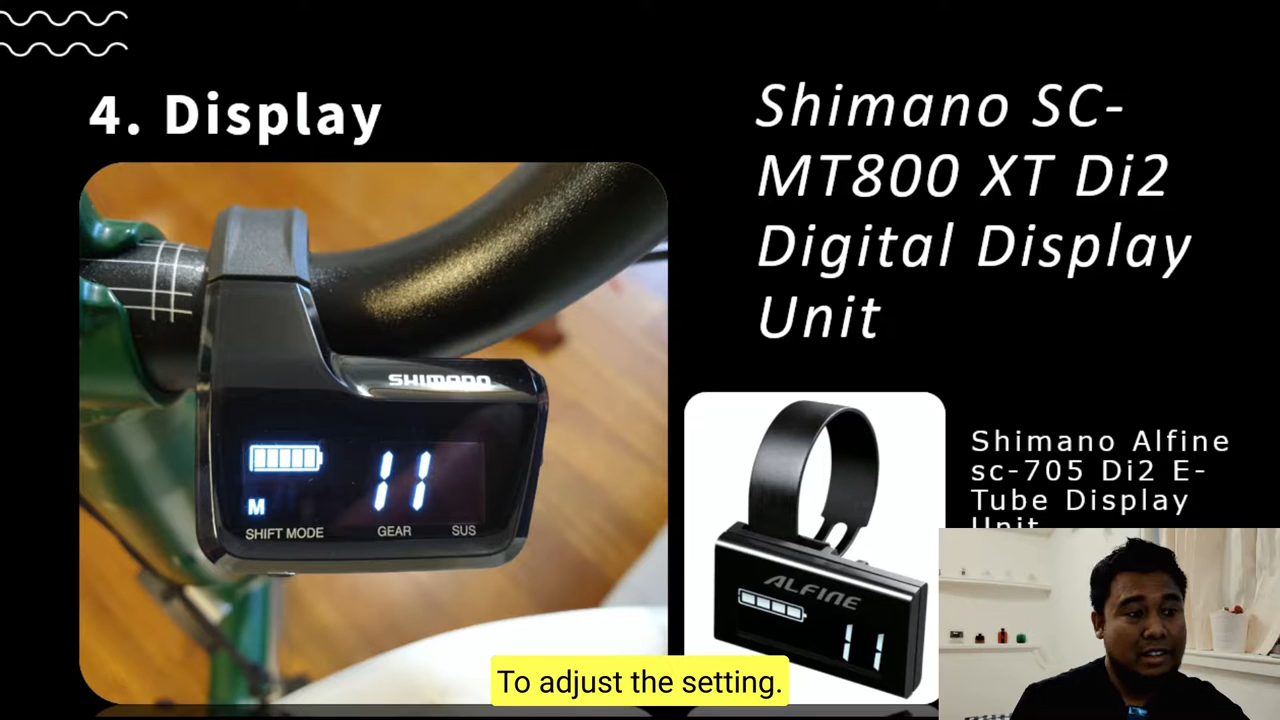 4. Display
Shimano SC-
MT800 XT Di2
Digital Display
Unit
SHIMANO
M
11
SHIFT MODE
GEAR
SUS
Shimano Alfine
sc-705 Di2 E-
Tube Display
Unit
ALFINE
11
To adjust the setting.